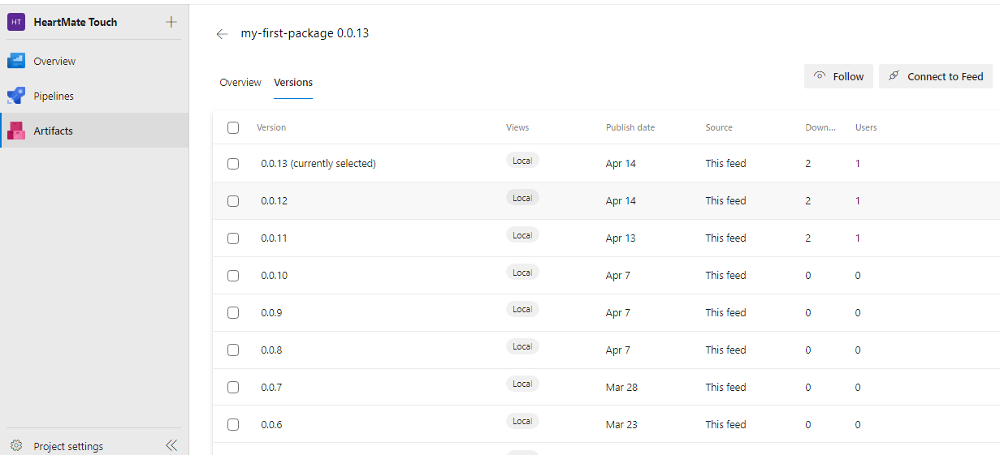 HT HeartMate Touch
Overview
Pipelines
Artifacts
Project settings
my-first-package 0.0.13
Overview Versions
Follow Connect to Feed
Version Views Publish date Source Down... Users
0.0.13 (currently selected) Local Apr 14 This feed 2 1
0.0.12 Local Apr 14 This feed 2 1
0.0.11 Local Apr 13 This feed 2 1
0.0.10 Local Apr 7 This feed 0 0
0.0.9 Local Apr 7 This feed 0 0
0.0.8 Local Apr 7 This feed 0 0
0.0.7 Local Mar 28 This feed 0 0
0.0.6 Local Mar 23 This feed 0 0